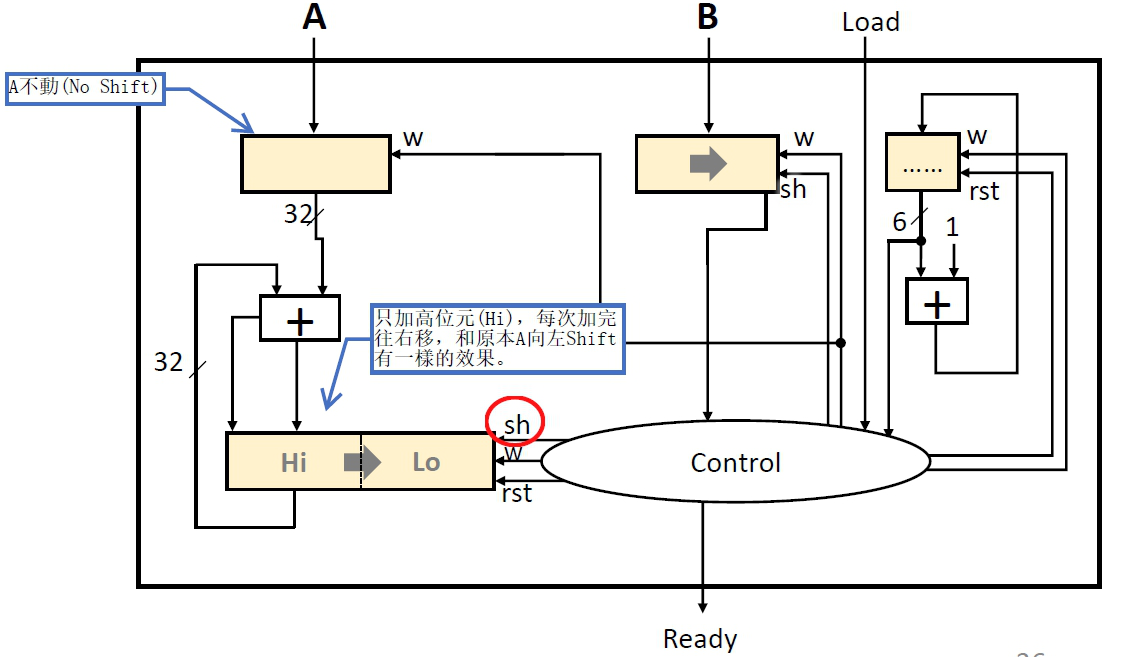 A
B
Load
A不動(No Shift)
w
w
w
sh
rst
……
32
6
1
+
+
只加高位元(Hi)，每次加完
往右移，和原本A向左Shift
有一樣的效果。
32
sh
w
rst
Hi
Lo
Control
Ready